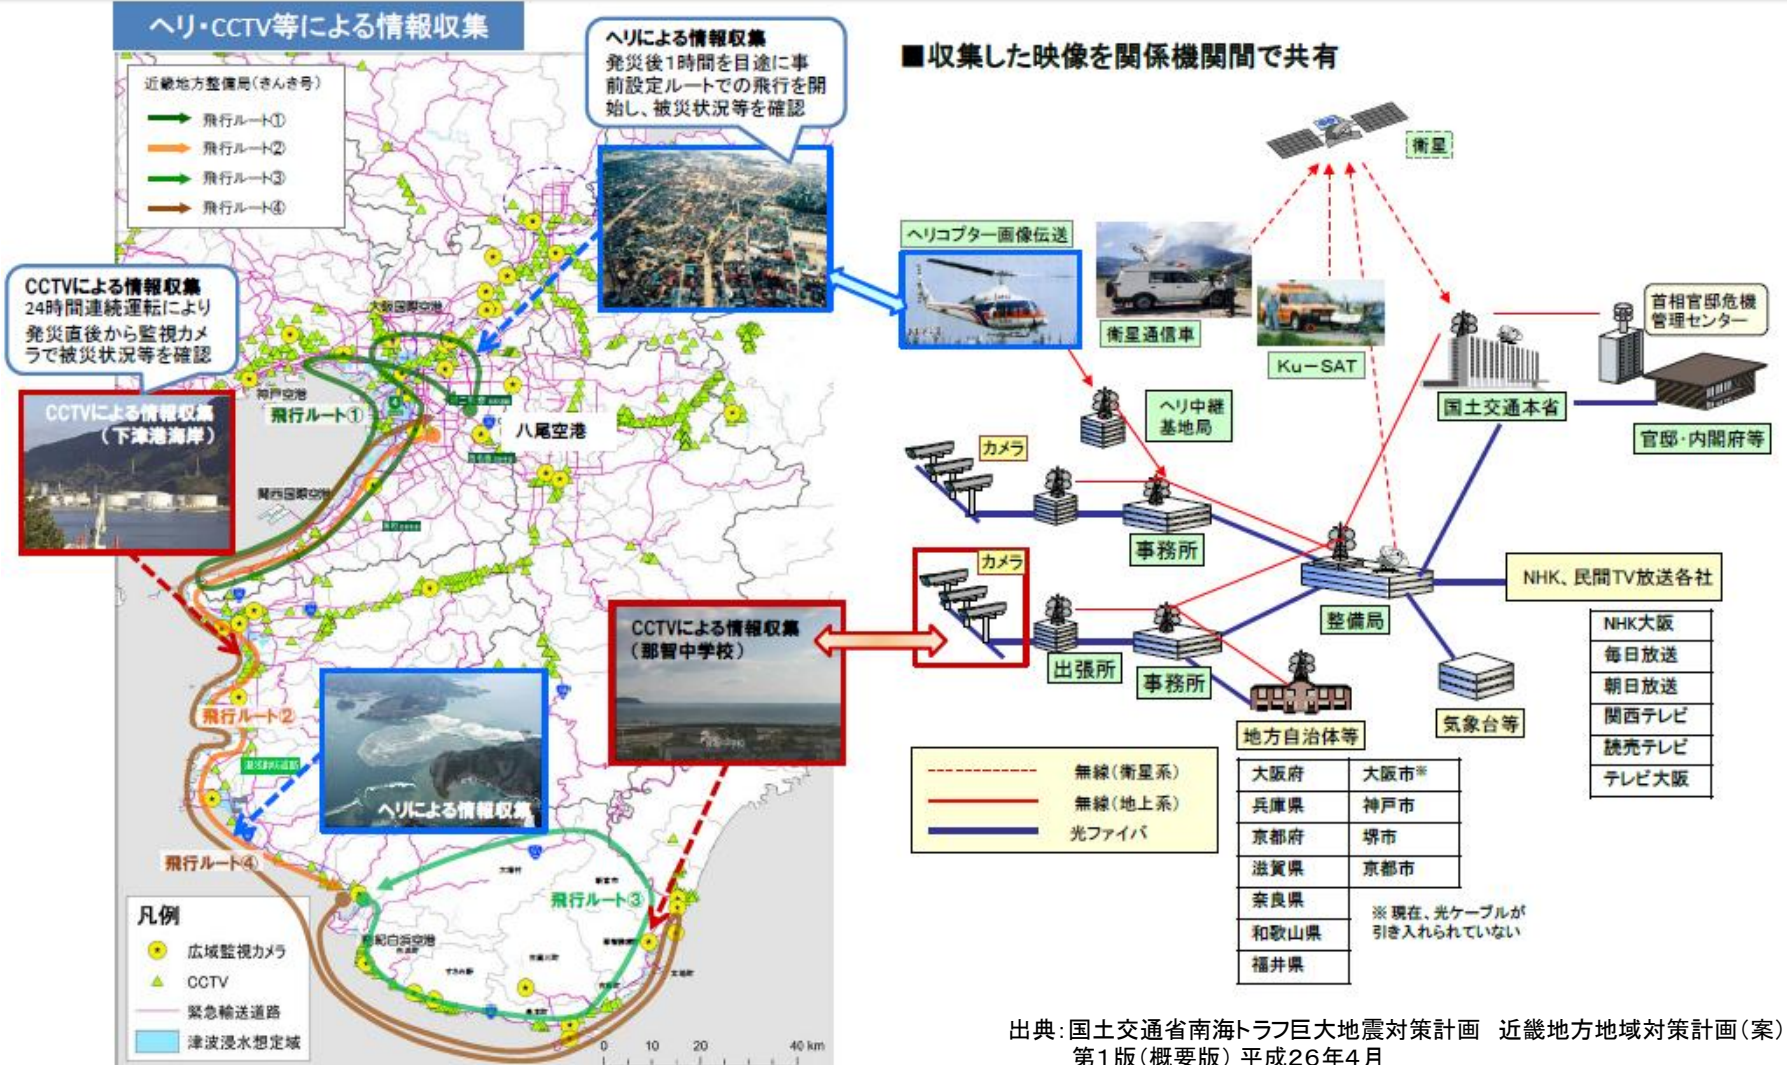 ヘリ・CCTV等による情報収集
近畿地方整備局(きんき号)
飛行ルート①
飛行ルート②
飛行ルート③
飛行ルート④
ヘリによる情報収集
発災後1時間を目途に事
前設定ルートでの飛行を開
始し、被災状況等を確認
CCTVによる情報収集
24時間連続運転により
発災直後から監視カメ
ラで被災状況等を確認
CCTVによる情報収集
(下津港海岸)
大阪国際空港
神戸空港
飛行ルート①
八尾空港
関西国際空港
飛行ルート②
CCTVによる情報収集
(那智中学校)
ヘリによる情報収集
飛行ルート④
飛行ルート③
南紀白浜空港
すさみ町
太地町
凡例
広域監視カメラ
CCTV
緊急輸送道路
津波浸水想定域
0 10 20 40 km
■収集した映像を関係機関間で共有
衛星
ヘリコプター画像伝送
衛星通信車
Ku-SAT
首相官邸危機
管理センター
国土交通本省
官邸・内閣府等
ヘリ中継
基地局
カメラ
事務所
カメラ
出張所
事務所
整備局
NHK、民間TV放送各社
NHK大阪
毎日放送
朝日放送
関西テレビ
読売テレビ
テレビ大阪
地方自治体等
気象台等
無線(衛星系)
無線(地上系)
光ファイバ
大阪府 大阪市※
兵庫県 神戸市
京都府 堺市
滋賀県 京都市
奈良県
和歌山県
福井県
※ 現在、光ケーブルが
引き入れられていない
出典:国土交通省南海トラフ巨大地震対策計画 近畿地方地域対策計画(案)
第1版(概要版) 平成26年4月